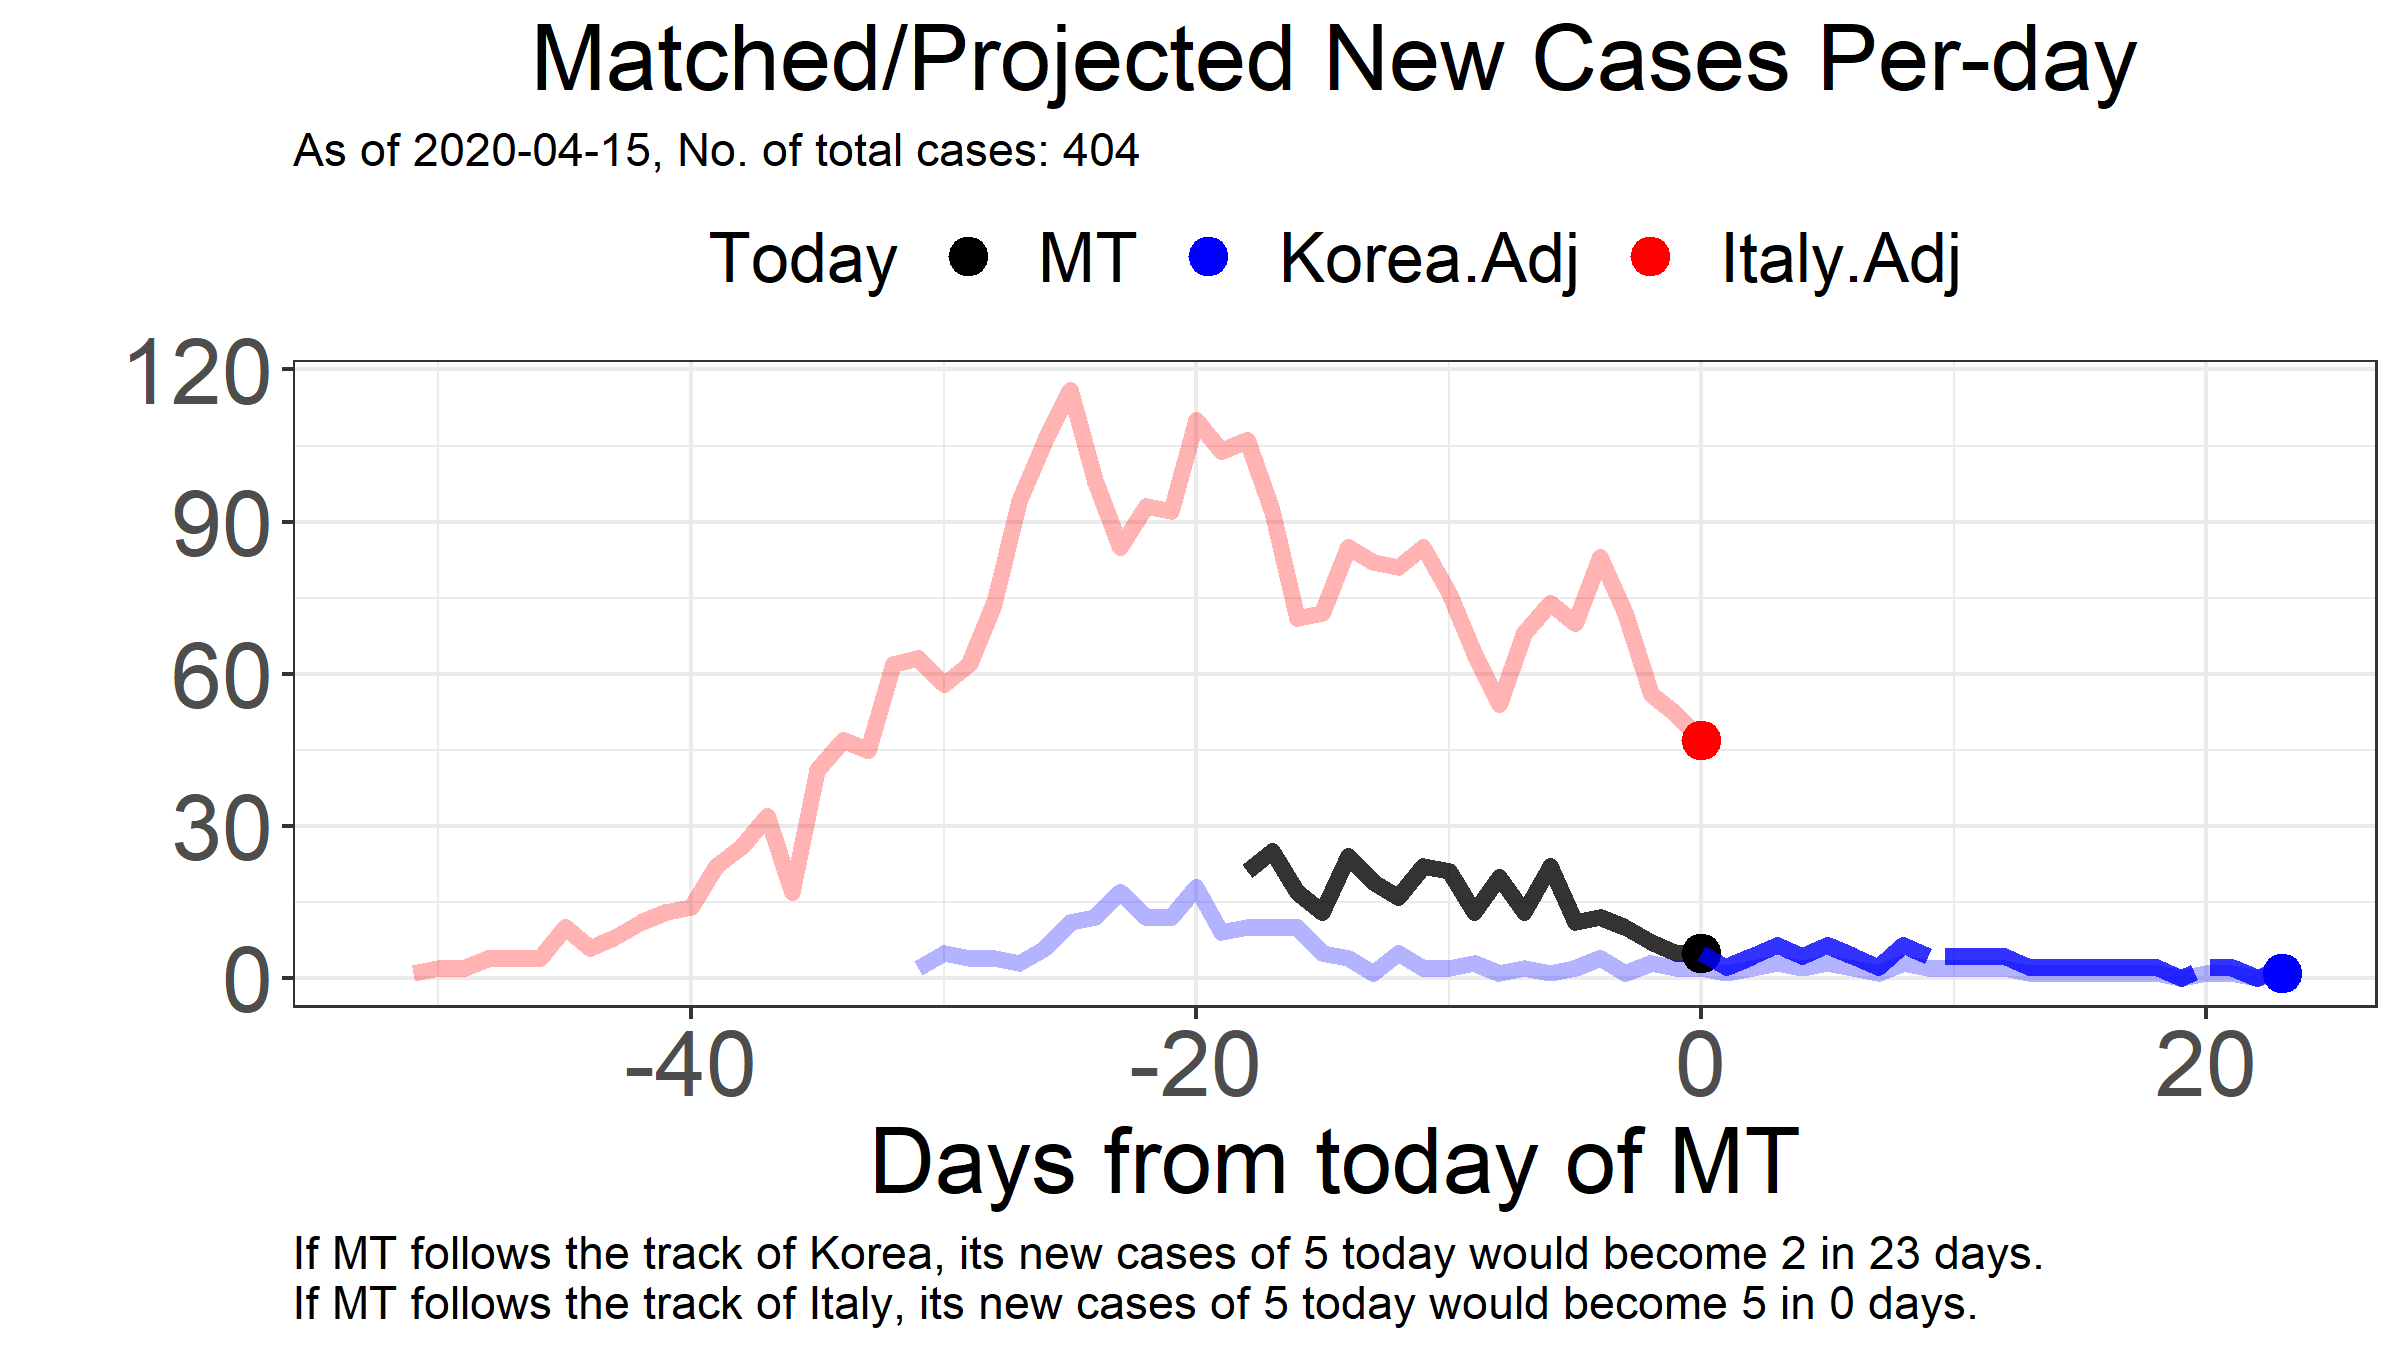 Matched/Projected New Cases Per-day
As of 2020-04-15, No. of total cases: 404
Today MT Korea.Adj Italy.Adj
120
90
60
30
0
-40 -20 0 20
Days from today of MT
If MT follows the track of Korea, its new cases of 5 today would become 2 in 23 days.
If MT follows the track of Italy, its new cases of 5 today would become 5 in 0 days.